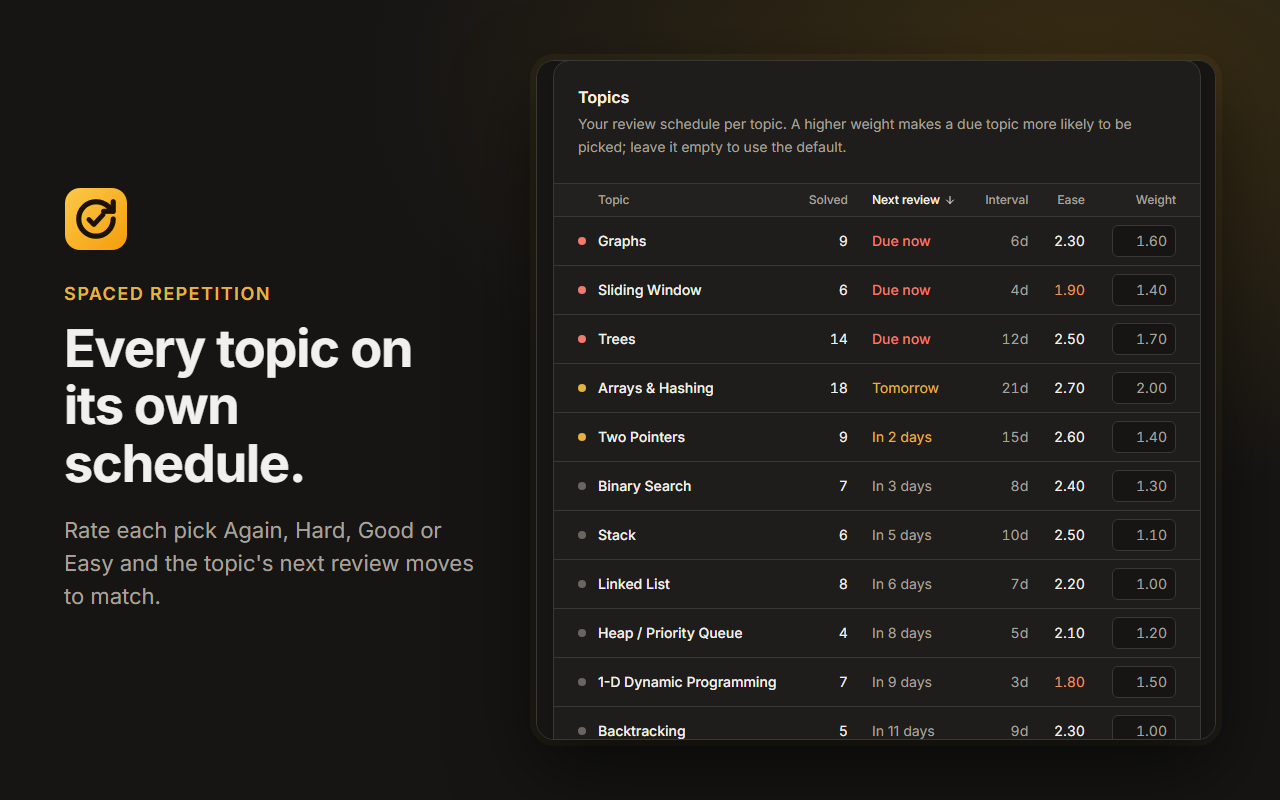 SPACED REPETITION
Every topic on
its own
schedule.
Rate each pick Again, Hard, Good or
Easy and the topic's next review moves
to match.
Topics
Your review schedule per topic. A higher weight makes a due topic more likely to be
picked; leave it empty to use the default.
Topic Solved Next review ↓ Interval Ease Weight
Graphs 9 Due now 6d 2.30 1.60
Sliding Window 6 Due now 4d 1.90 1.40
Trees 14 Due now 12d 2.50 1.70
Arrays & Hashing 18 Tomorrow 21d 2.70 2.00
Two Pointers 9 In 2 days 15d 2.60 1.40
Binary Search 7 In 3 days 8d 2.40 1.30
Stack 6 In 5 days 10d 2.50 1.10
Linked List 8 In 6 days 7d 2.20 1.00
Heap / Priority Queue 4 In 8 days 5d 2.10 1.20
1-D Dynamic Programming 7 In 9 days 3d 1.80 1.50
Backtracking 5 In 11 days 9d 2.30 1.00